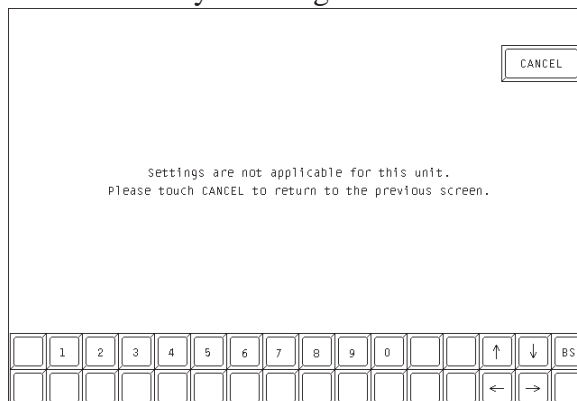 CANCEL
Settings are not applicable for this unit.
Please touch CANCEL to return to the previous screen.
1 2 3 4 5 6 7 8 9 0 ↑ ↓ BS
← →